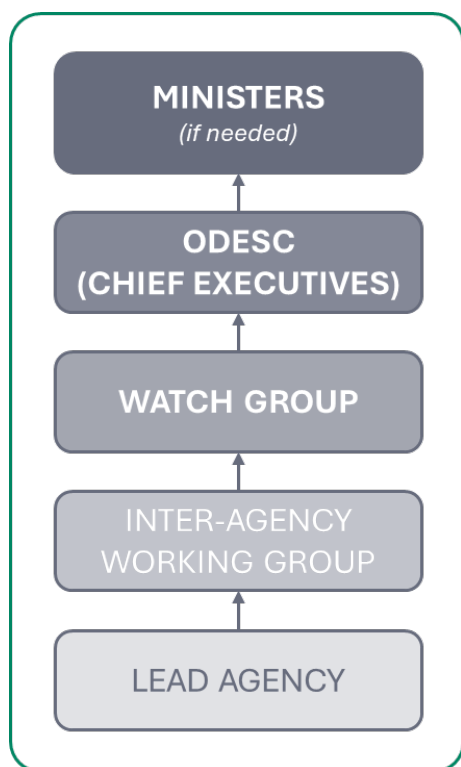 MINISTERS
(if needed)
ODESC
(CHIEF EXECUTIVES)
WATCH GROUP
INTER-AGENCY
WORKING GROUP
LEAD AGENCY